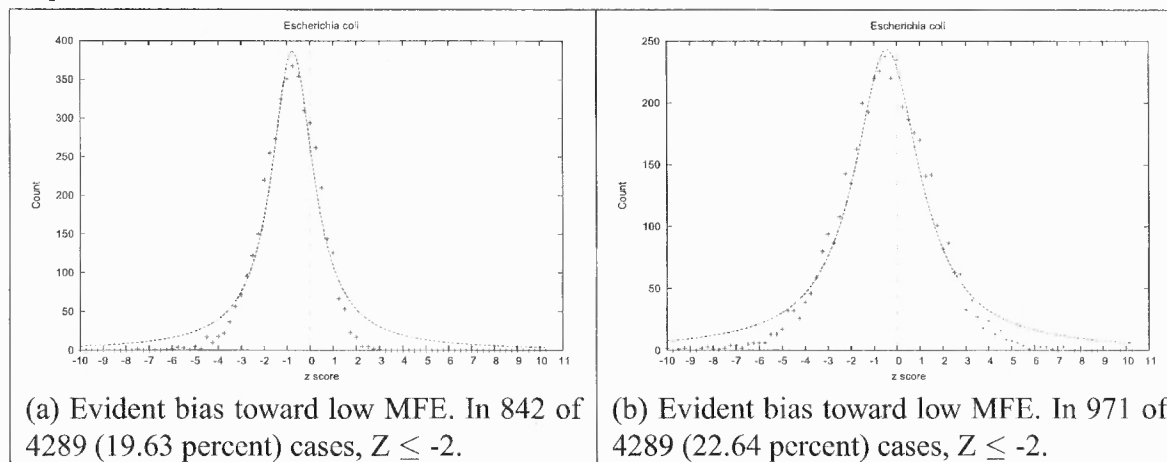 Escherichia coli
400
350
300
250
200
150
100
50
0
Count
-10 -9 -8 -7 -6 -5 -4 -3 -2 -1 0 1 2 3 4 5 6 7 8 9 10 11
z score
(a) Evident bias toward low MFE. In 842 of
4289 (19.63 percent) cases, Z ≤ -2.
Escherichia coli
250
200
150
100
50
0
Count
-10 -9 -8 -7 -6 -5 -4 -3 -2 -1 0 1 2 3 4 5 6 7 8 9 10 11
z score
(b) Evident bias toward low MFE. In 971 of
4289 (22.64 percent) cases, Z ≤ -2.